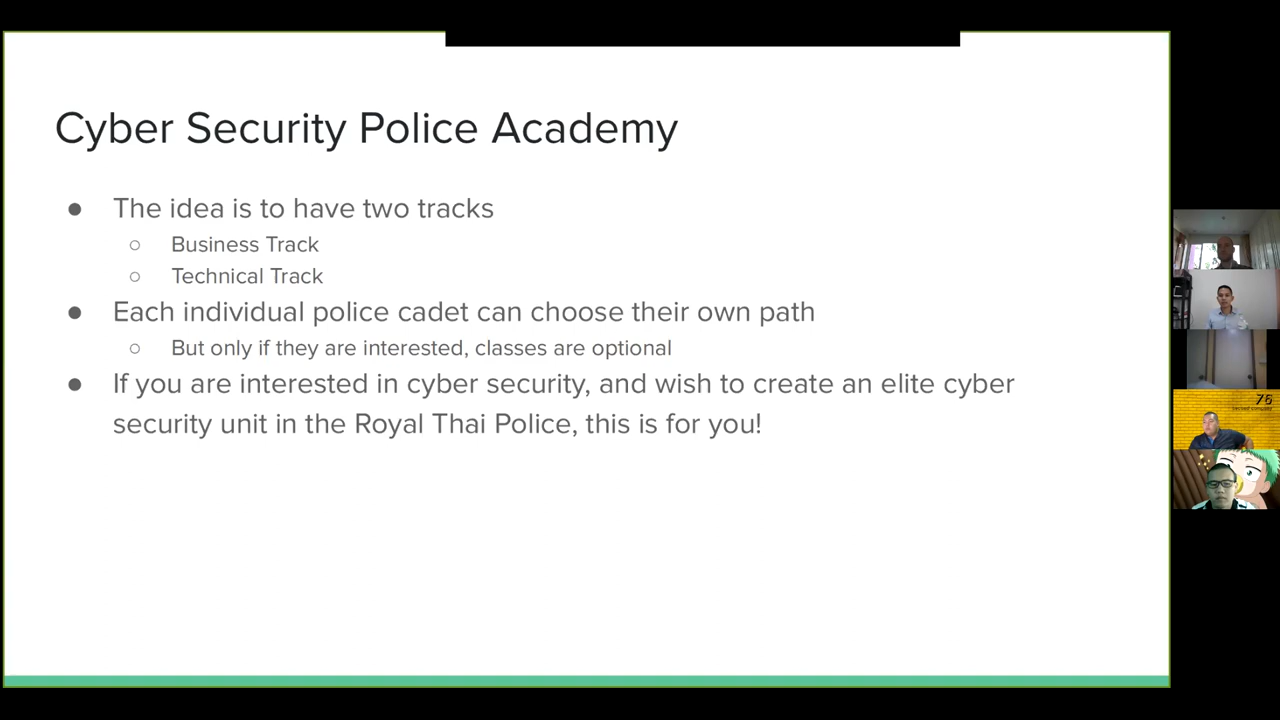 Cyber Security Police Academy
● The idea is to have two tracks
○ Business Track
○ Technical Track
● Each individual police cadet can choose their own path
○ But only if they are interested, classes are optional
● If you are interested in cyber security, and wish to create an elite cyber
security unit in the Royal Thai Police, this is for you!
76